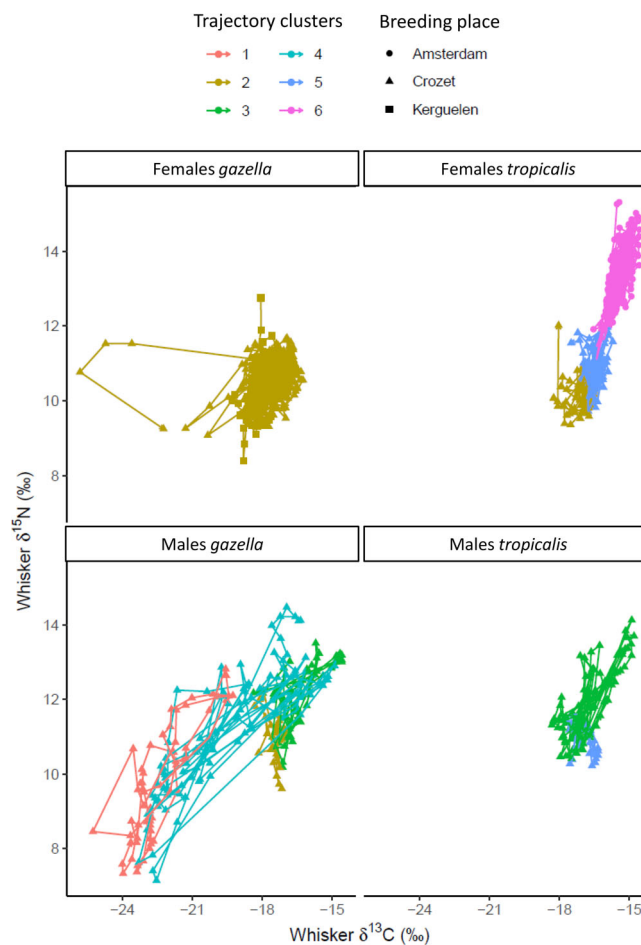 Trajectory clusters Breeding place
1 4 Amsterdam
2 5 Crozet
3 6 Kerguelen
Females gazella Females tropicalis
14
12
10
8
Whisker δ15N (‰)
Males gazella Males tropicalis
14
12
10
8
−24 −21 −18 −15 −24 −21 −18 −15
Whisker δ13C (‰)